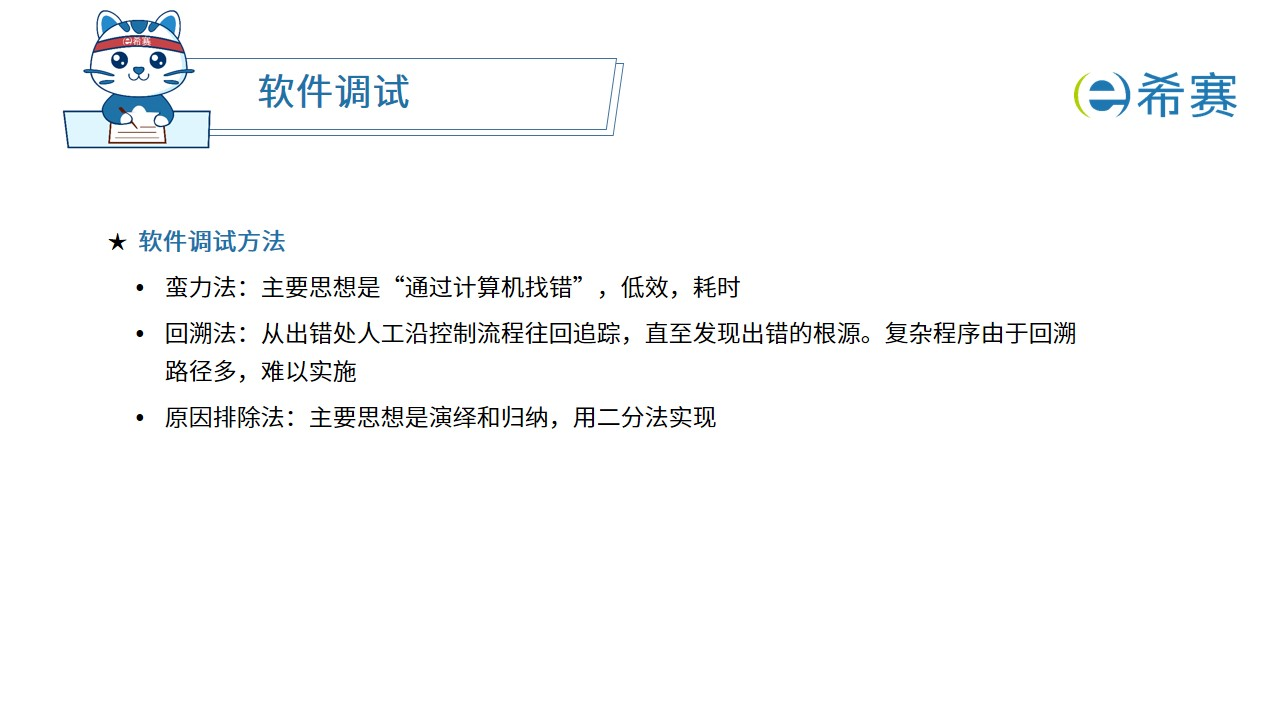 希赛
软件调试
希赛
★ 软件调试方法
• 蛮力法：主要思想是“通过计算机找错”，低效，耗时
• 回溯法：从出错处人工沿控制流程往回追踪，直至发现出错的根源。复杂程序由于回溯
路径多，难以实施
• 原因排除法：主要思想是演绎和归纳，用二分法实现